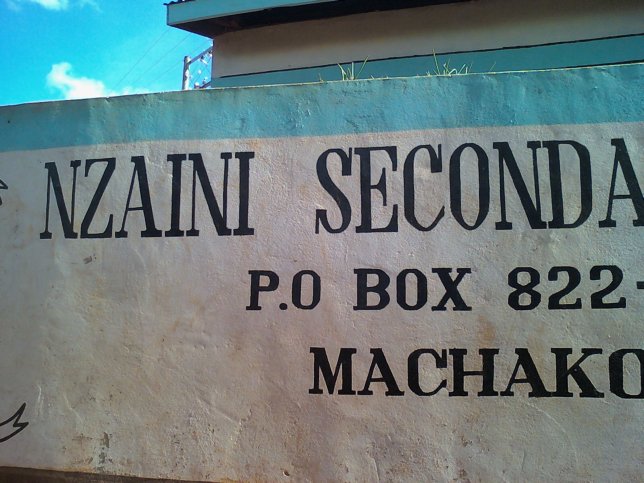 NZAINI SECONDA
P.O BOX 822-
MACHAKO